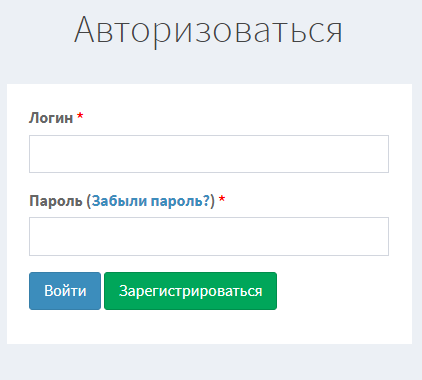 Авторизоваться
Логин *
Пароль (Забыли пароль?) *
Войти Зарегистрироваться